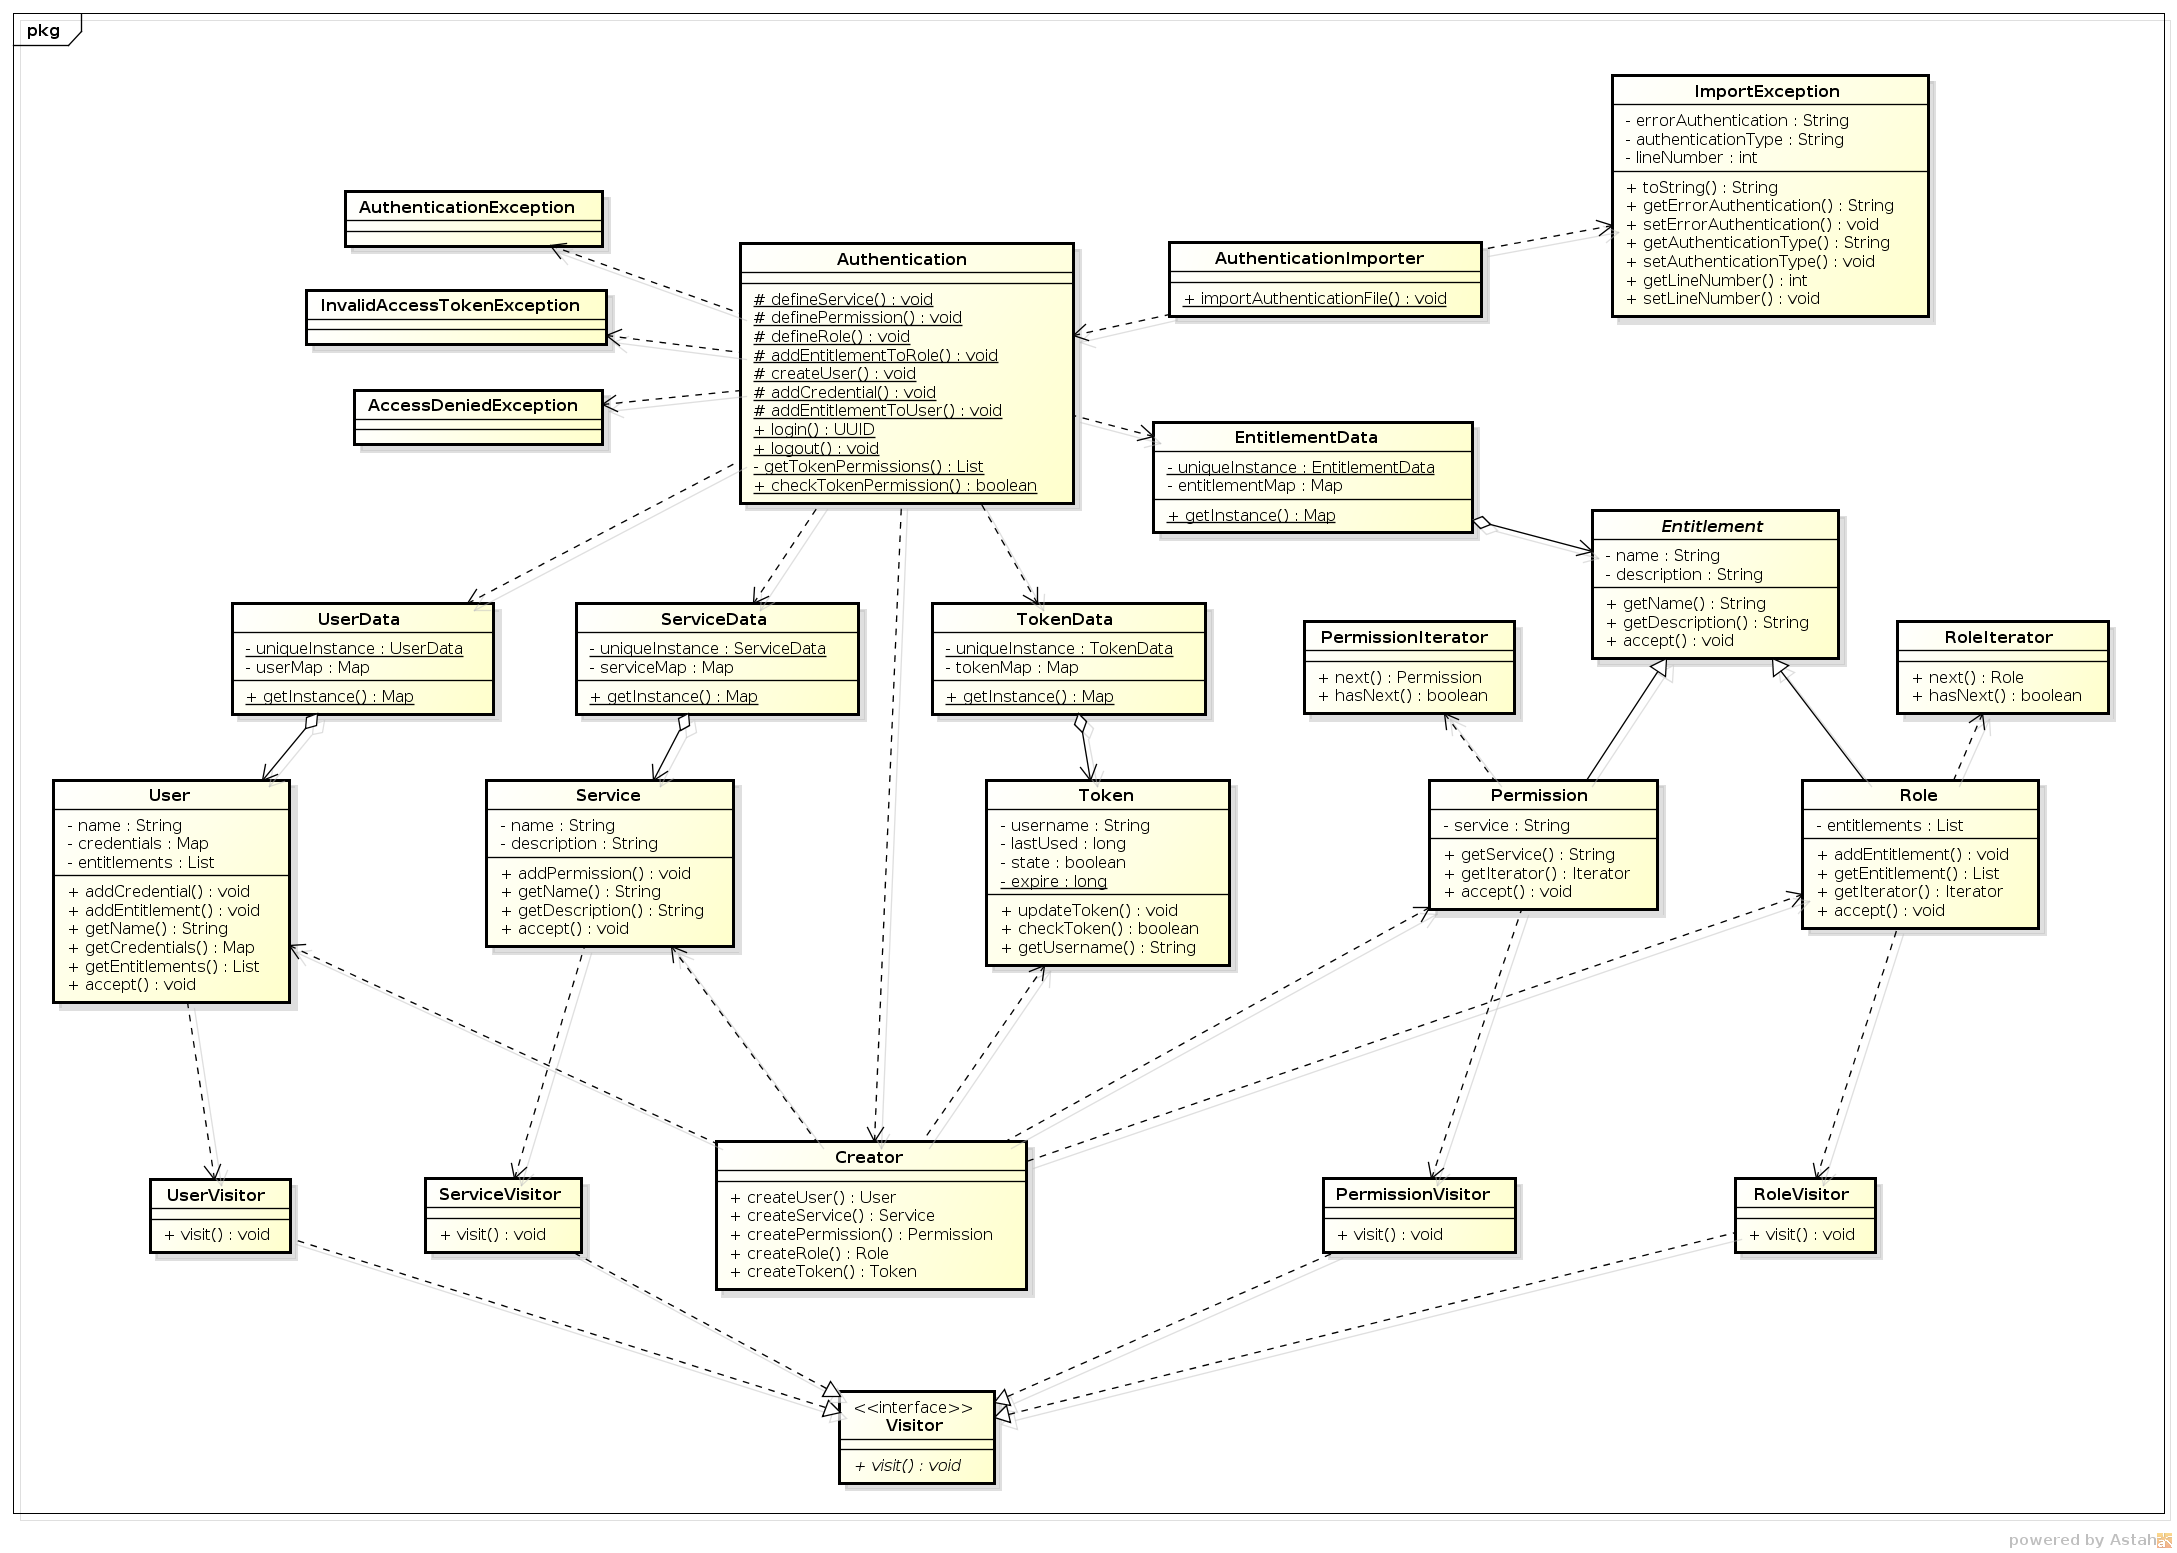 pkg
ImportException
- errorAuthentication : String
- authenticationType : String
- lineNumber : int
+ toString() : String
+ getErrorAuthentication() : String
+ setErrorAuthentication() : void
+ getAuthenticationType() : String
+ setAuthenticationType() : void
+ getLineNumber() : int
+ setLineNumber() : void
AuthenticationException
InvalidAccessTokenException
AccessDeniedException
Authentication
# defineService() : void
# definePermission() : void
# defineRole() : void
# addEntitlementToRole() : void
# createUser() : void
# addCredential() : void
# addEntitlementToUser() : void
+ login() : UUID
+ logout() : void
- getTokenPermissions() : List
+ checkTokenPermission() : boolean
AuthenticationImporter
+ importAuthenticationFile() : void
EntitlementData
- uniqueInstance : EntitlementData
- entitlementMap : Map
+ getInstance() : Map
Entitlement
- name : String
- description : String
+ getName() : String
+ getDescription() : String
+ accept() : void
UserData
- uniqueInstance : UserData
- userMap : Map
+ getInstance() : Map
ServiceData
- uniqueInstance : ServiceData
- serviceMap : Map
+ getInstance() : Map
TokenData
- uniqueInstance : TokenData
- tokenMap : Map
+ getInstance() : Map
PermissionIterator
+ next() : Permission
+ hasNext() : boolean
RoleIterator
+ next() : Role
+ hasNext() : boolean
User
- name : String
- credentials : Map
- entitlements : List
+ addCredential() : void
+ addEntitlement() : void
+ getName() : String
+ getCredentials() : Map
+ getEntitlements() : List
+ accept() : void
Service
- name : String
- description : String
+ addPermission() : void
+ getName() : String
+ getDescription() : String
+ accept() : void
Token
- username : String
- lastUsed : long
- state : boolean
- expire : long
+ updateToken() : void
+ checkToken() : boolean
+ getUsername() : String
Permission
- service : String
+ getService() : String
+ getIterator() : Iterator
+ accept() : void
Role
- entitlements : List
+ addEntitlement() : void
+ getEntitlement() : List
+ getIterator() : Iterator
+ accept() : void
UserVisitor
+ visit() : void
ServiceVisitor
+ visit() : void
Creator
+ createUser() : User
+ createService() : Service
+ createPermission() : Permission
+ createRole() : Role
+ createToken() : Token
PermissionVisitor
+ visit() : void
RoleVisitor
+ visit() : void
<<interface>>
Visitor
+ visit() : void
powered by Astah